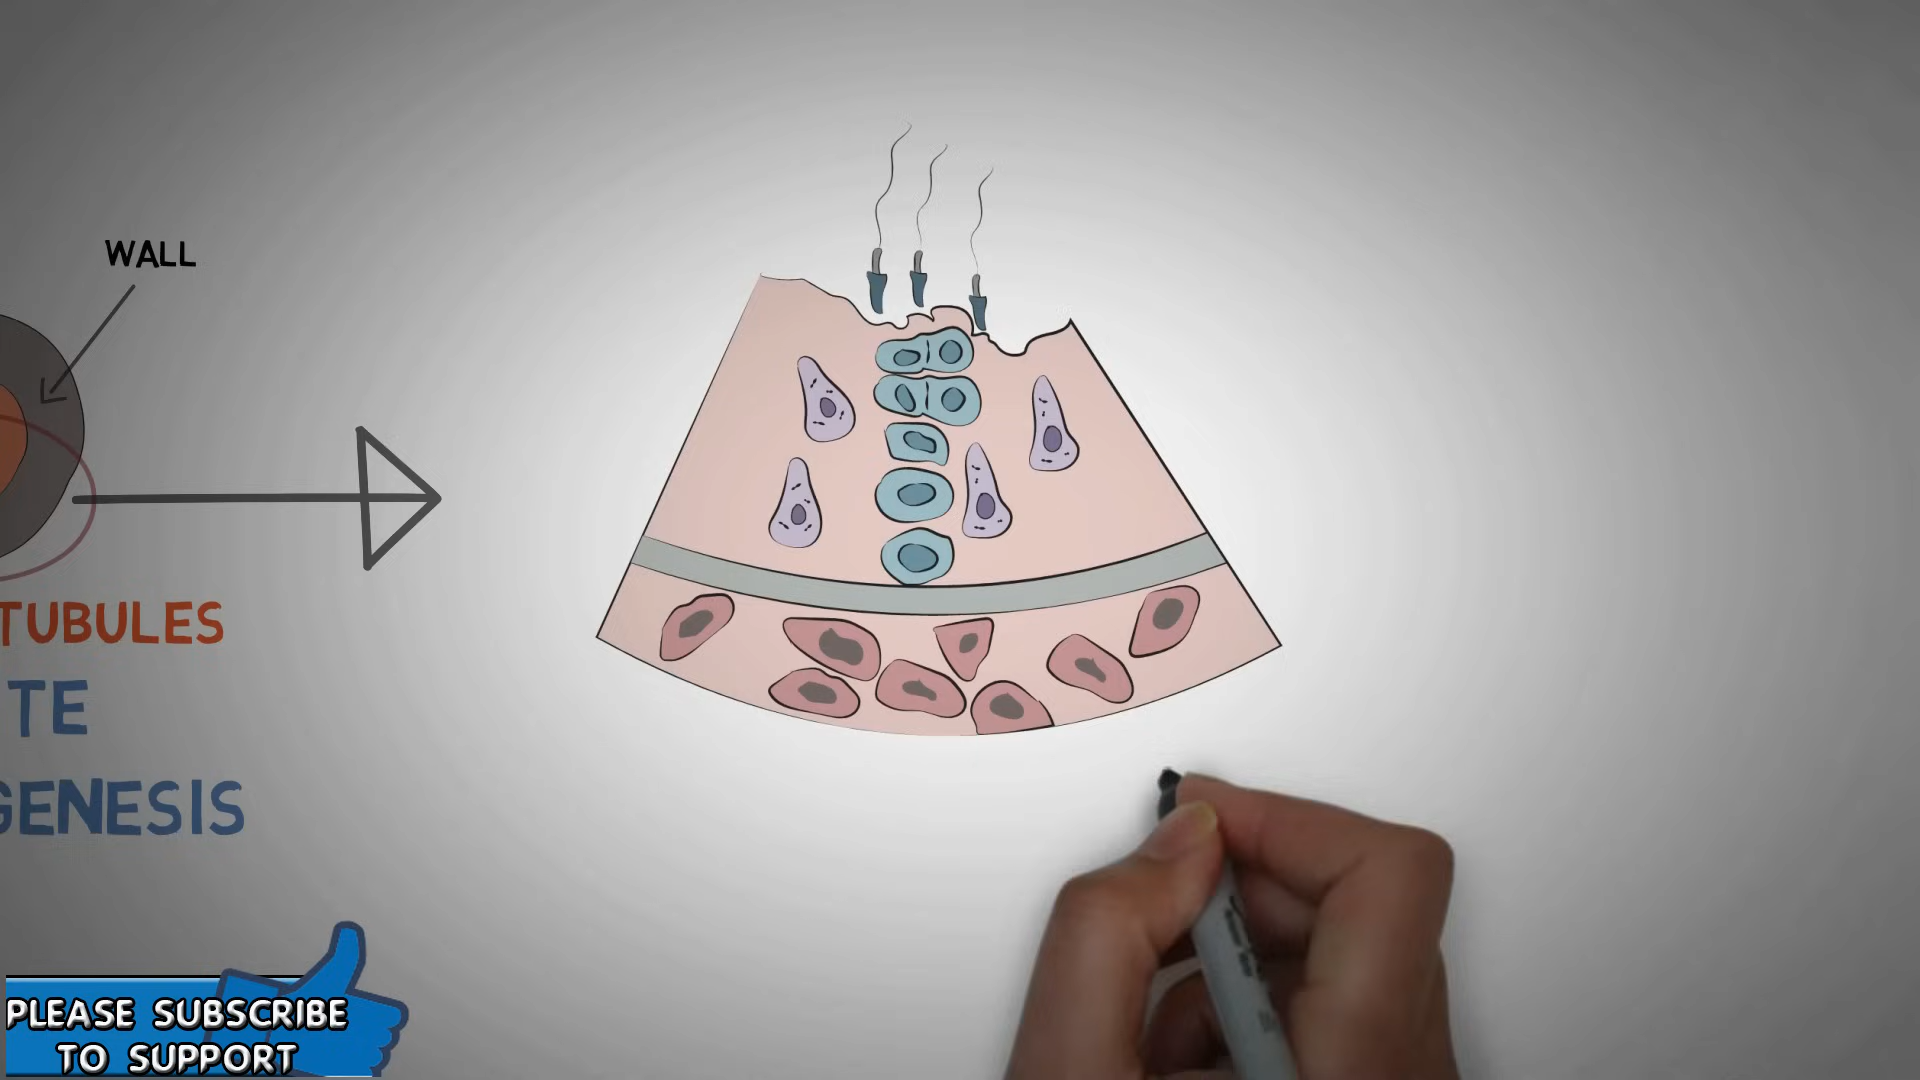 WALL
TUBULES
TE
GENESIS
PLEASE SUBSCRIBE
TO SUPPORT